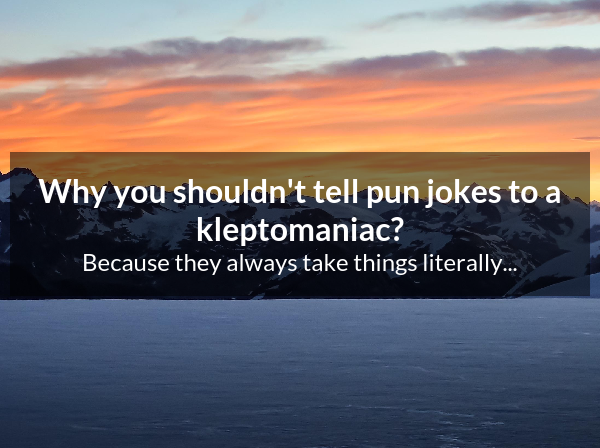 Why you shouldn't tell pun jokes to a
kleptomaniac?
Because they always take things literally...